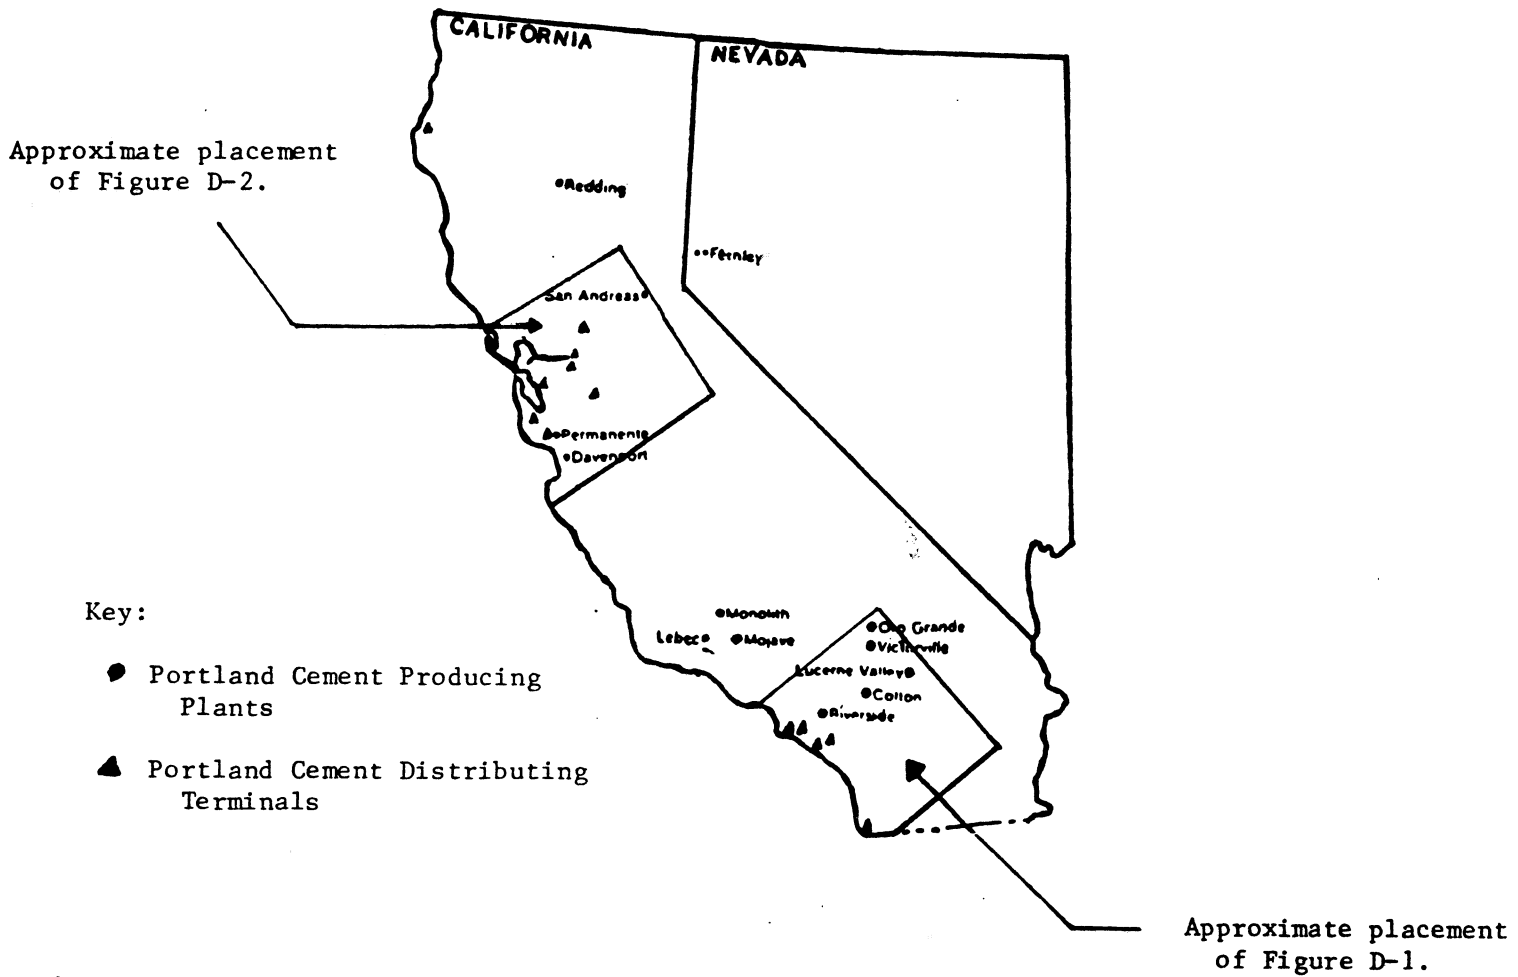 CALIFORNIA
NEVADA
Approximate placement
of Figure D-2.
Redding
Fernley
San Andreas
Permanente
Davenport
Key:
Monolith
Lebec
Mojave
Oro Grande
Victorville
Portland Cement Producing
Plants
Lucerne Valley
Colton
Riverside
Portland Cement Distributing
Terminals
Approximate placement
of Figure D-1.